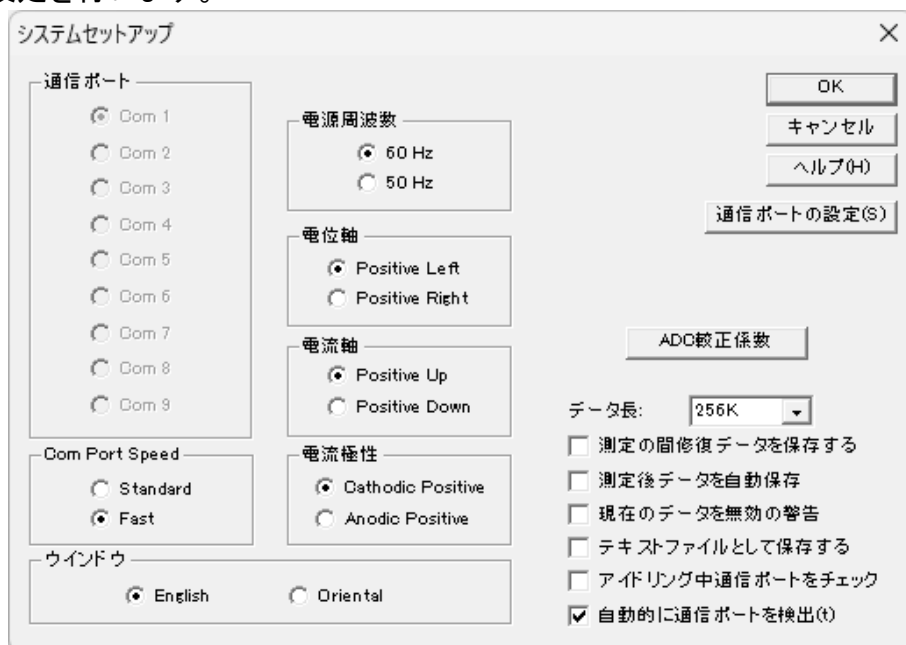 設定を行います。
システムセットアップ
通信ポート
Com 1
Com 2
Com 3
Com 4
Com 5
Com 6
Com 7
Com 8
Com 9
Com Port Speed
Standard
Fast
電源周波数
60 Hz
50 Hz
電位軸
Positive Left
Positive Right
電流軸
Positive Up
Positive Down
電流極性
Cathodic Positive
Anodic Positive
ウインドウ
English
Oriental
OK
キャンセル
ヘルプ(H)
通信ポートの設定(S)
ADC較正係数
データ長: 256K
測定の間修復データを保存する
測定後データを自動保存
現在のデータを無効の警告
テキストファイルとして保存する
アイドリング中通信ポートをチェック
自動的に通信ポートを検出(t)